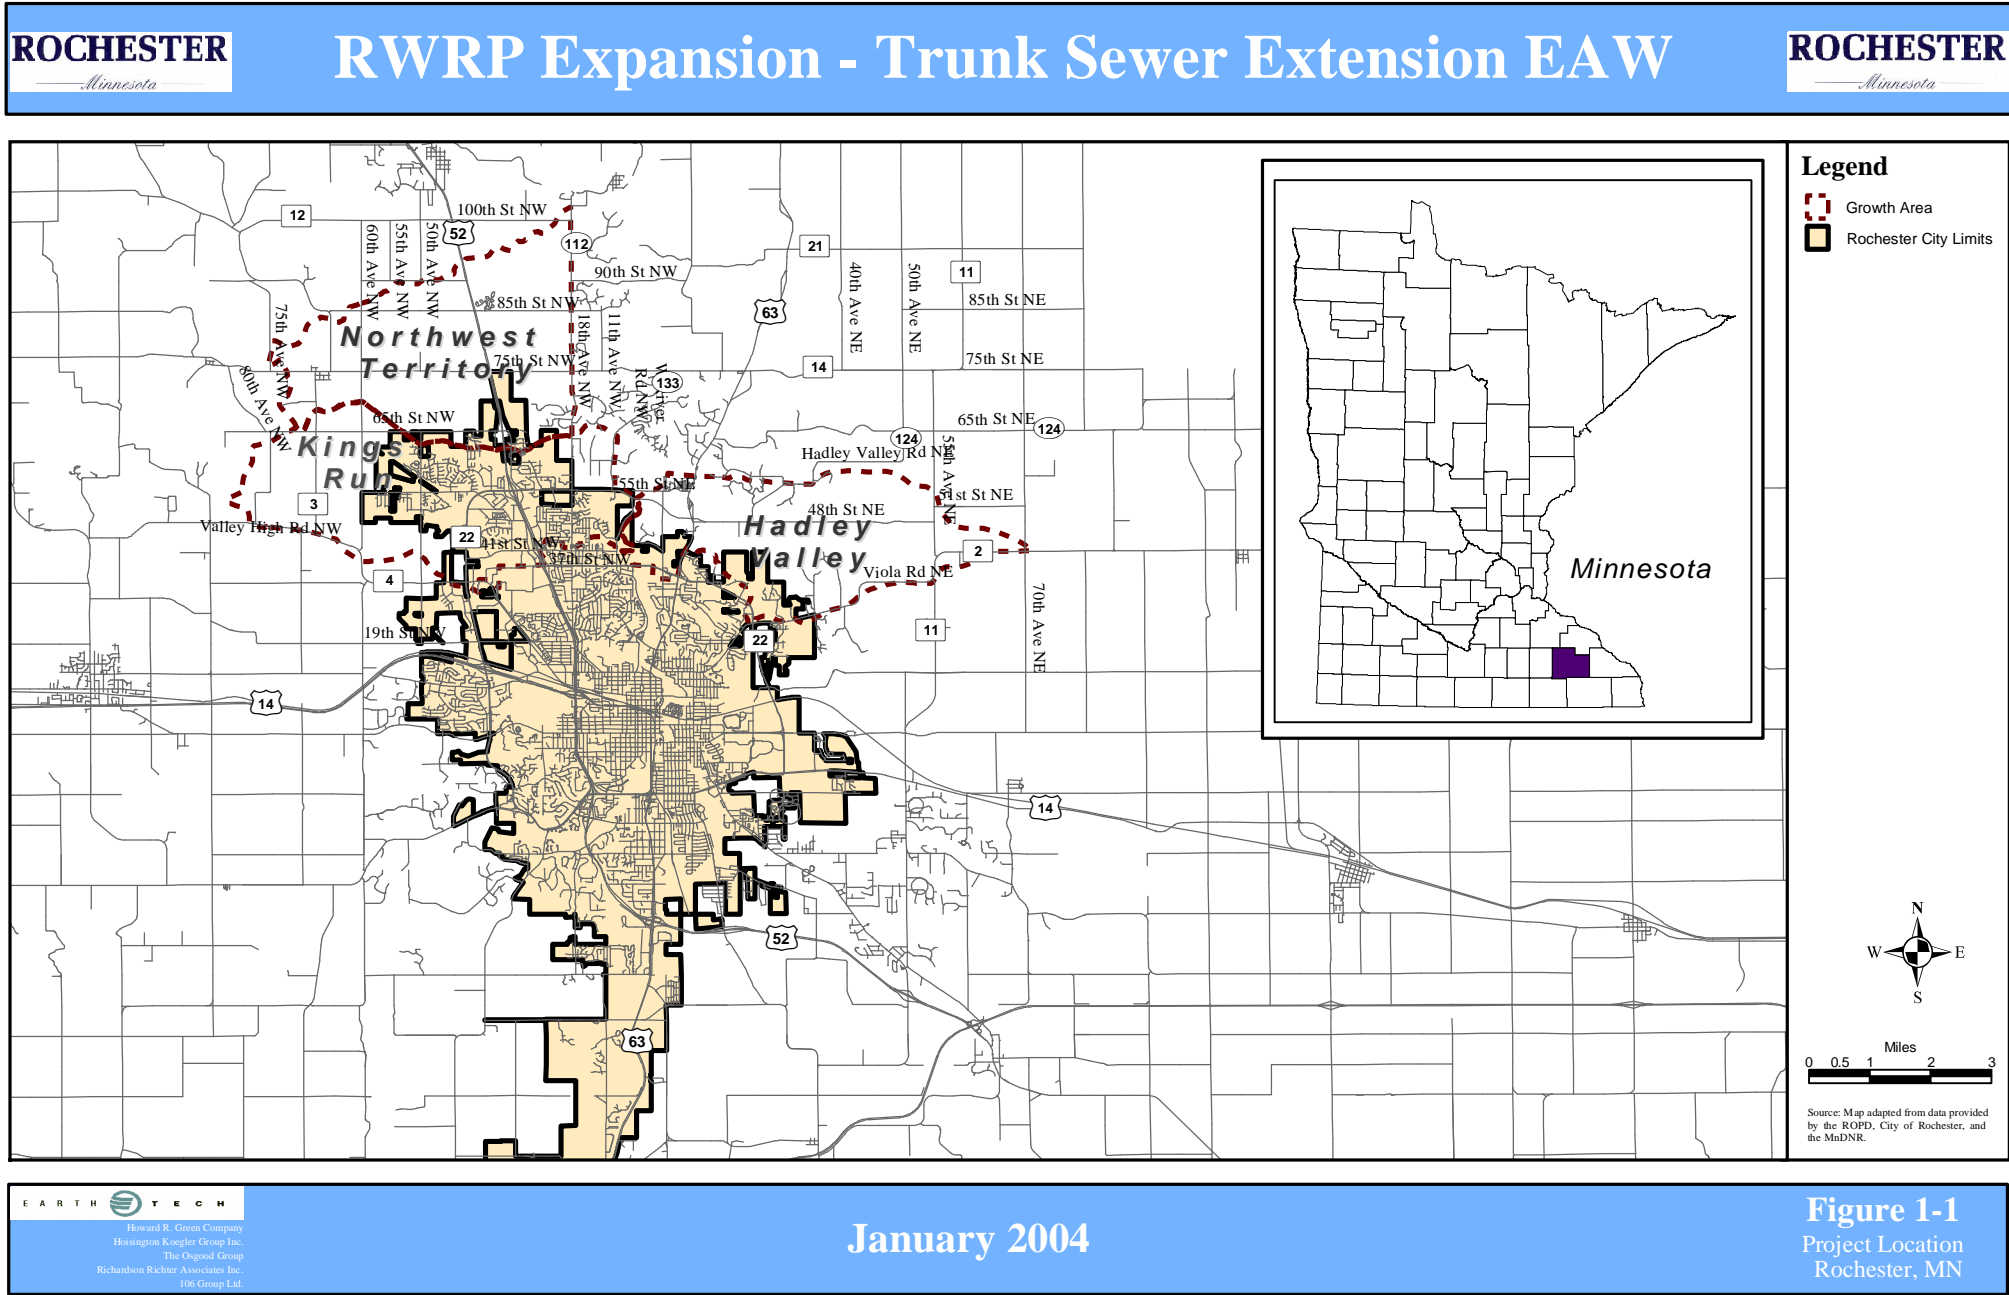 ROCHESTER
Minnesota
RWRP Expansion - Trunk Sewer Extension EAW
ROCHESTER
Minnesota
Legend
Growth Area
Rochester City Limits
12
100th St NW
52
112
21
60th Ave NW
55th Ave NW
50th Ave NW
90th St NW
40th Ave NE
50th Ave NE
11
85th St NW
85th St NE
63
75th Ave NW
18th Ave NW
11th Ave NW
Northwest
Territory
75th St NW
14
75th St NE
80th Ave NW
W River
Rd NW
133
65th St NW
65th St NE
124
124
Kings
Run
Hadley Valley Rd NE
55th Ave NE
55th St NE
51st St NE
3
48th St NE
Valley High Rd NW
22
41st St NW
Hadley
Valley
37th St NW
2
4
Viola Rd NE
70th Ave NE
19th St NW
22
11
14
14
52
63
Minnesota
N
W
E
S
Miles
0 0.5 1 2 3
Source: Map adapted from data provided
by the ROPD, City of Rochester, and
the MnDNR.
EARTH TECH
Howard R. Green Company
Hoisington Koegler Group Inc.
The Osgood Group
Richardson Richter Associates Inc.
106 Group Ltd.
January 2004
Figure 1-1
Project Location
Rochester, MN